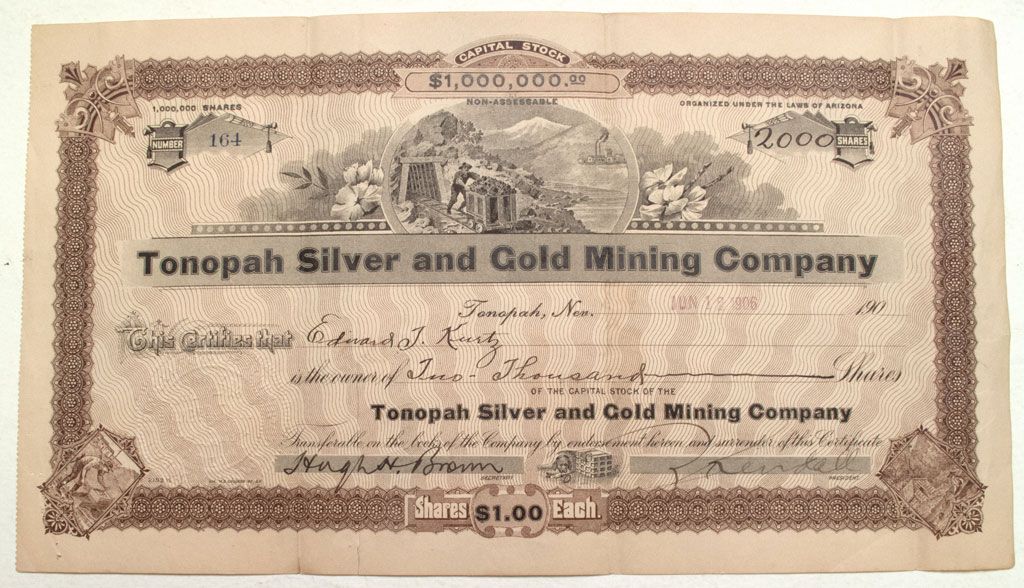 CAPITAL STOCK
$1,000,000.00
NON-ASSESSABLE
1,000,000 SHARES
ORGANIZED UNDER THE LAWS OF ARIZONA
NUMBER 164
2000 SHARES
Tonopah Silver and Gold Mining Company
Tonopah, Nev. JUN 12 1906 190
This Certifies that Edward J. Kurtz
is the owner of Two-Thousand Shares
OF THE CAPITAL STOCK OF THE
Tonopah Silver and Gold Mining Company
Transferable on the books of the Company by endorsement hereon and surrender of this Certificate
Hugh H Brown
SECRETARY
PRESIDENT
Shares $1.00 Each.